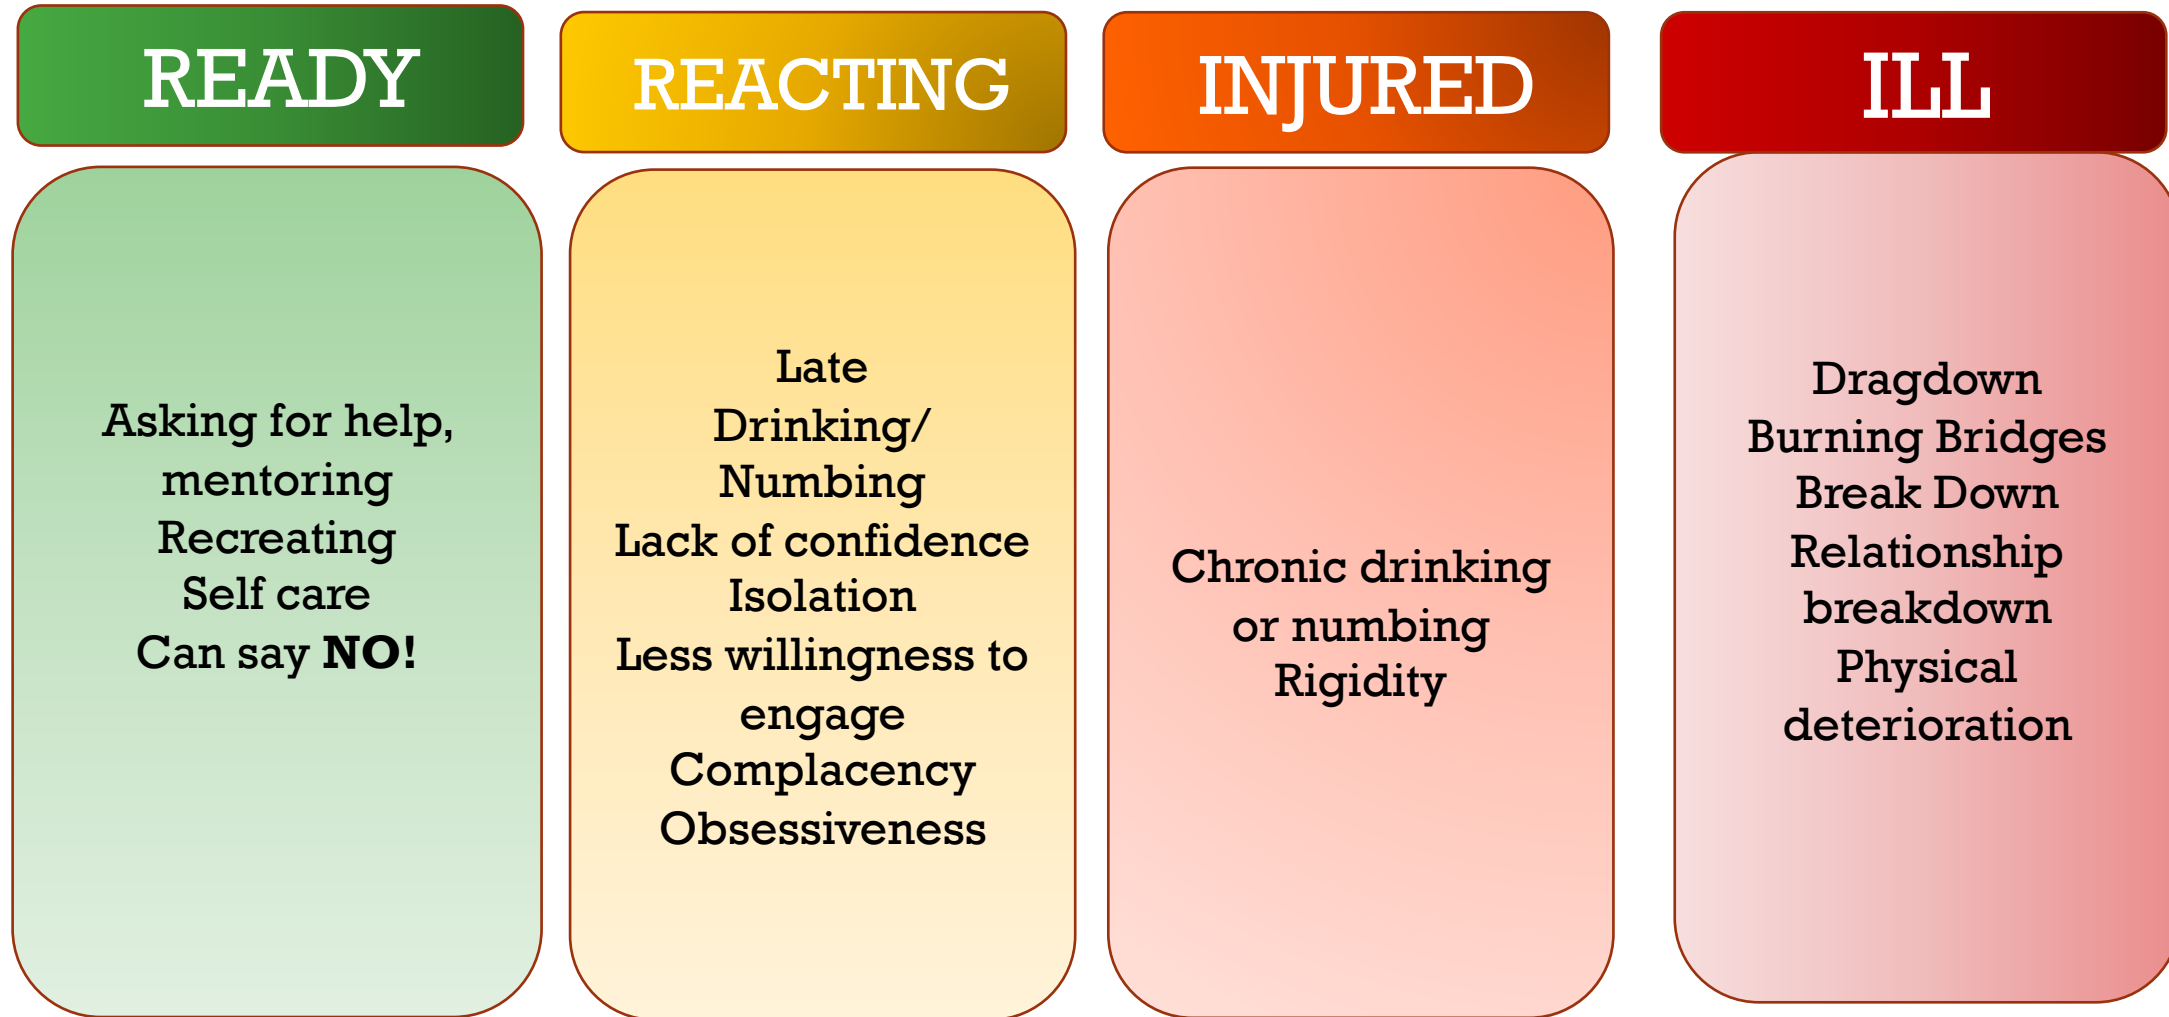 READY
Asking for help,
mentoring
Recreating
Self care
Can say NO!
REACTING
Late
Drinking/
Numbing
Lack of confidence
Isolation
Less willingness to
engage
Complacency
Obsessiveness
INJURED
Chronic drinking
or numbing
Rigidity
ILL
Dragdown
Burning Bridges
Break Down
Relationship
breakdown
Physical
deterioration